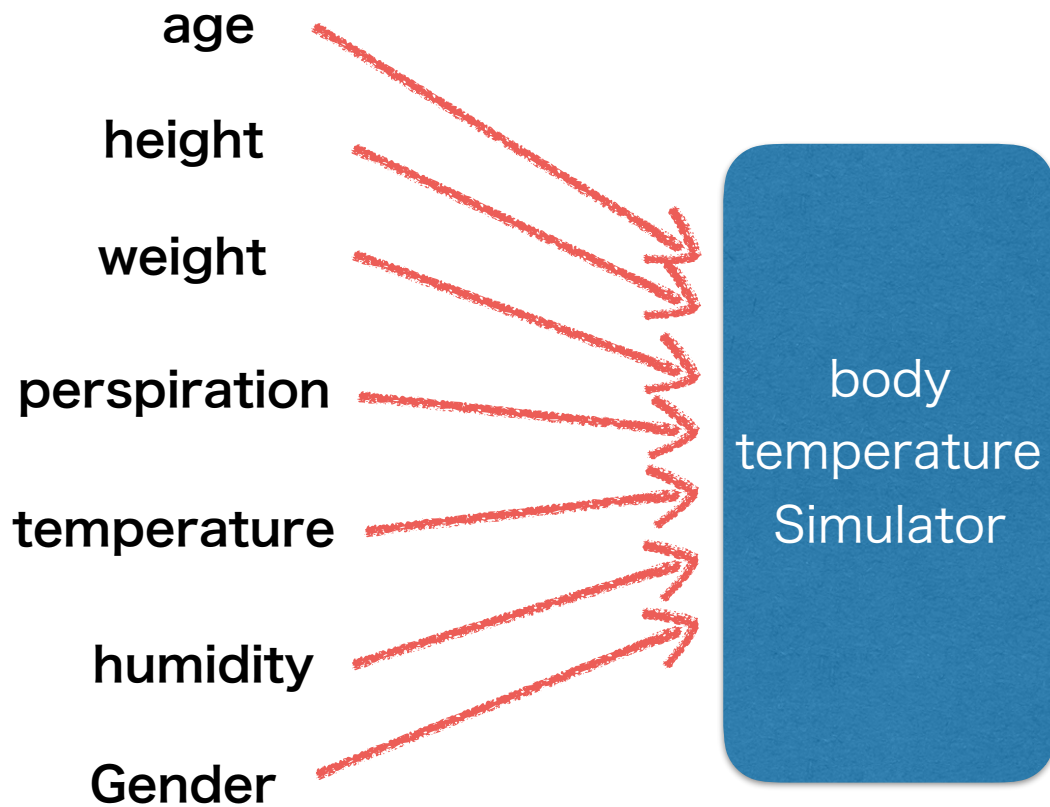 age
height
weight
perspiration
temperature
humidity
Gender
body
temperature
Simulator